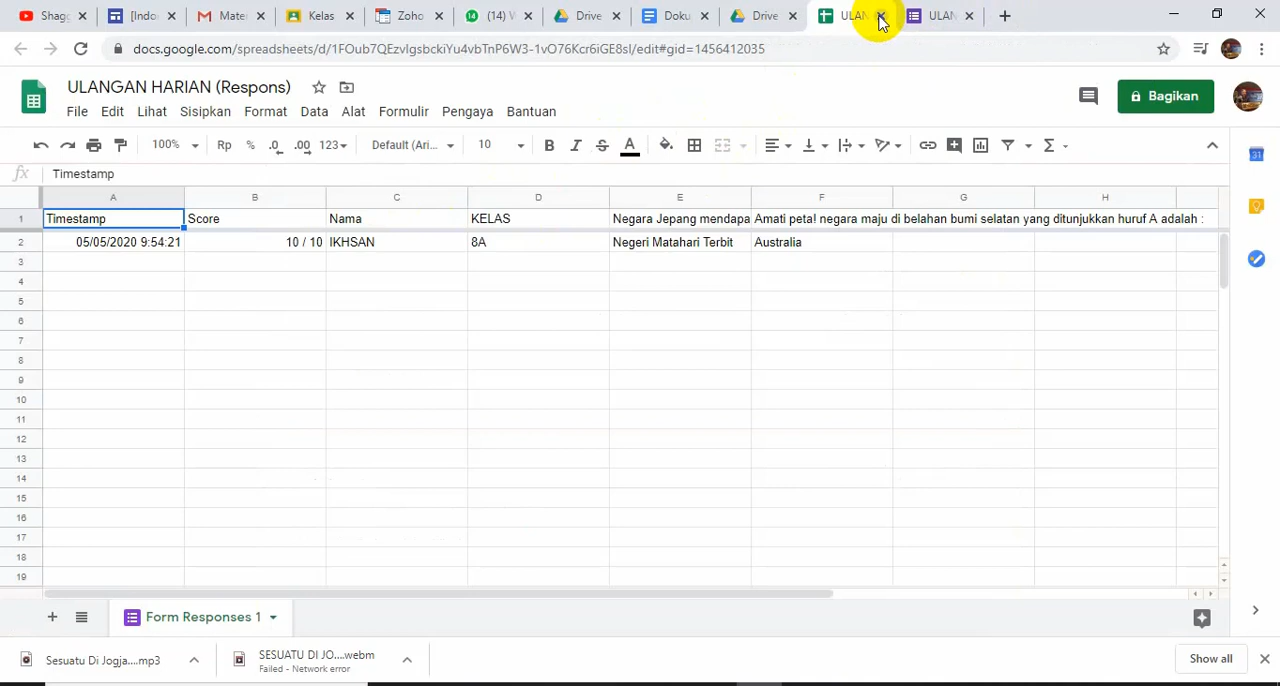 Shag
[Indo
Mate
Kelas
Zoho
(14) W
Drive
Doku
Drive
ULAN
ULAN
docs.google.com/spreadsheets/d/1FOub7QEzvIgsbckiYu4vbTnP6W3-1vO76Kcr6iGE8sI/edit#gid=1456412035
ULANGAN HARIAN (Respons)
File Edit Lihat Sisipkan Format Data Alat Formulir Pengaya Bantuan
Bagikan
100% Rp % .0 .00 123 Default (Ari... 10 B I S A Σ
fx Timestamp
A B C D E F G H
1 Timestamp Score Nama KELAS Negara Jepang mendapa Amati peta! negara maju di belahan bumi selatan yang ditunjukkan huruf A adalah :
2 05/05/2020 9:54:21 10 / 10 IKHSAN 8A Negeri Matahari Terbit Australia
3
4
5
6
7
8
9
10
11
12
13
14
15
16
17
18
19
Form Responses 1
Sesuatu Di Jogja....mp3
SESUATU DI JO....webm
Failed - Network error
Show all
31